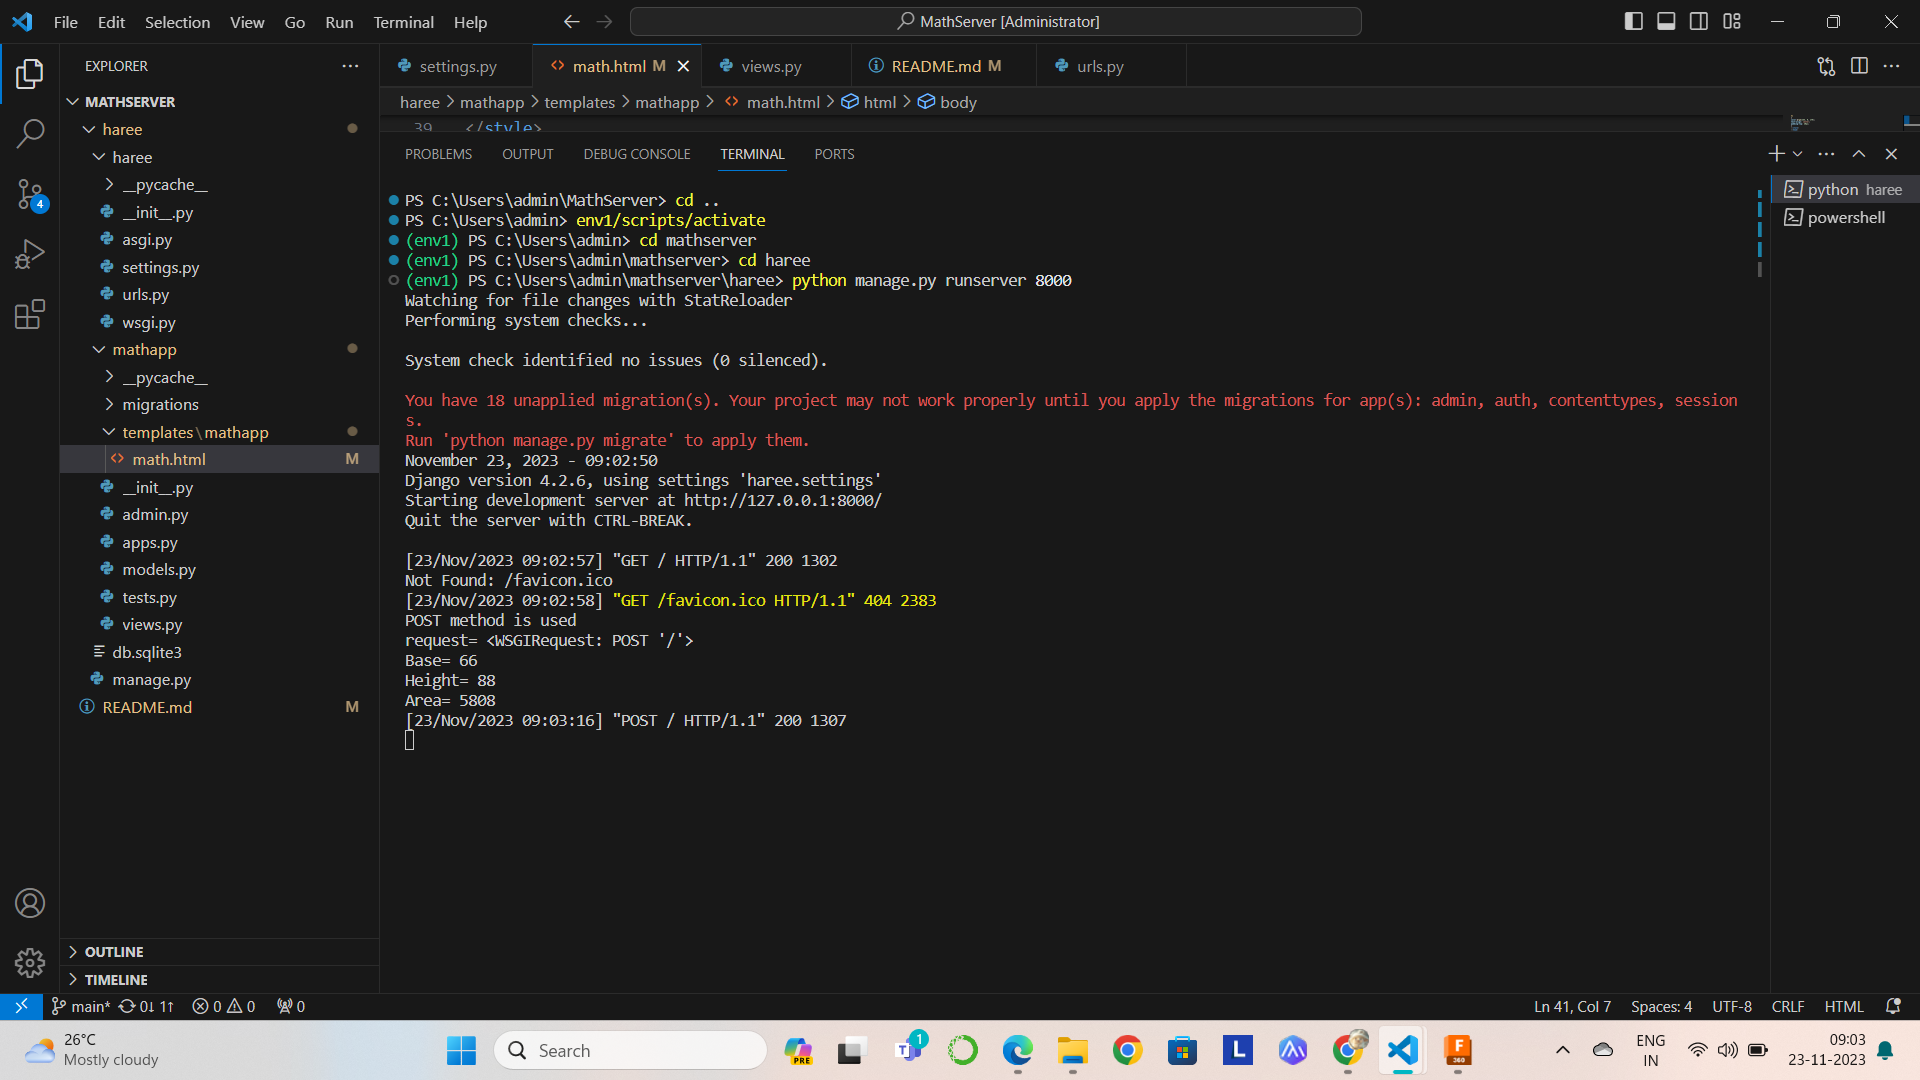 File Edit Selection View Go Run Terminal Help
MathServer [Administrator]
EXPLORER
MATHSERVER
haree
haree
__pycache__
__init__.py
asgi.py
settings.py
urls.py
wsgi.py
mathapp
__pycache__
migrations
templates\mathapp
math.html M
__init__.py
admin.py
apps.py
models.py
tests.py
views.py
db.sqlite3
manage.py
README.md M
OUTLINE
TIMELINE
4
settings.py math.html M views.py README.md M urls.py
haree > mathapp > templates > mathapp > math.html > html > body
39 </style>
PROBLEMS OUTPUT DEBUG CONSOLE TERMINAL PORTS
python haree
powershell
PS C:\Users\admin\MathServer> cd ..
PS C:\Users\admin> env1/scripts/activate
(env1) PS C:\Users\admin> cd mathserver
(env1) PS C:\Users\admin\mathserver> cd haree
(env1) PS C:\Users\admin\mathserver\haree> python manage.py runserver 8000
Watching for file changes with StatReloader
Performing system checks...
System check identified no issues (0 silenced).
You have 18 unapplied migration(s). Your project may not work properly until you apply the migrations for app(s): admin, auth, contenttypes, session
s.
Run 'python manage.py migrate' to apply them.
November 23, 2023 - 09:02:50
Django version 4.2.6, using settings 'haree.settings'
Starting development server at http://127.0.0.1:8000/
Quit the server with CTRL-BREAK.
[23/Nov/2023 09:02:57] "GET / HTTP/1.1" 200 1302
Not Found: /favicon.ico
[23/Nov/2023 09:02:58] "GET /favicon.ico HTTP/1.1" 404 2383
POST method is used
request= <WSGIRequest: POST '/'>
Base= 66
Height= 88
Area= 5808
[23/Nov/2023 09:03:16] "POST / HTTP/1.1" 200 1307
main* 0↓ 1↑ 0 0 0
Ln 41, Col 7 Spaces: 4 UTF-8 CRLF HTML
26°C
Mostly cloudy
Search
PRE
T
1
L
F
360
ENG
IN
09:03
23-11-2023